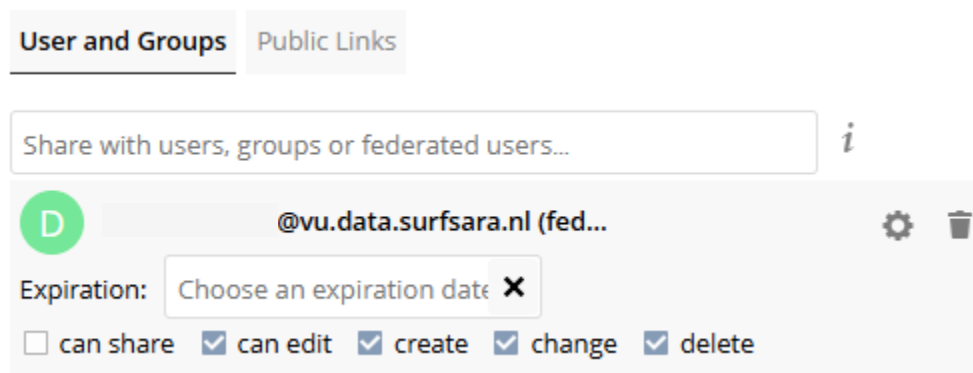 User and Groups Public Links
Share with users, groups or federated users...
i
D @vu.data.surfsara.nl (fed...
Expiration: Choose an expiration date
can share can edit create change delete